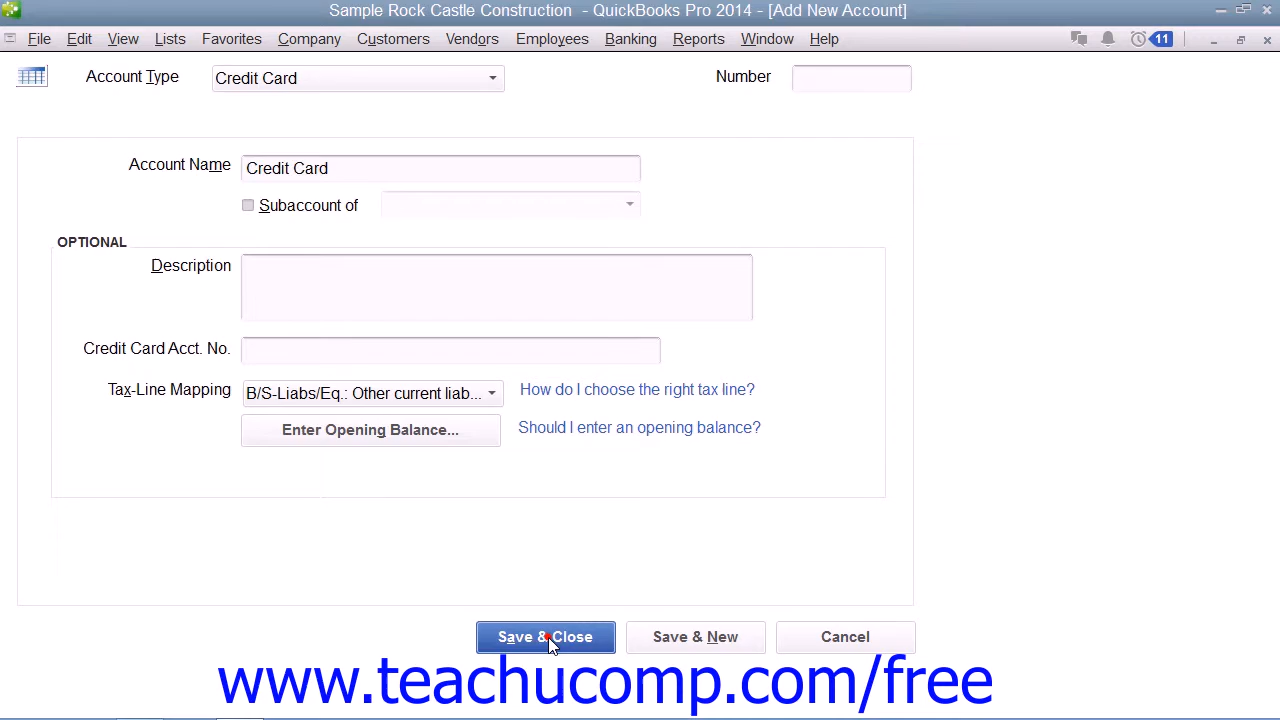 Sample Rock Castle Construction - QuickBooks Pro 2014 - [Add New Account]
File Edit View Lists Favorites Company Customers Vendors Employees Banking Reports Window Help 11
Account Type Credit Card Number
Account Name Credit Card
Subaccount of
OPTIONAL
Description
Credit Card Acct. No.
Tax-Line Mapping B/S-Liabs/Eq.: Other current liab... How do I choose the right tax line?
Enter Opening Balance... Should I enter an opening balance?
Save & Close Save & New Cancel
www.teachucomp.com/free